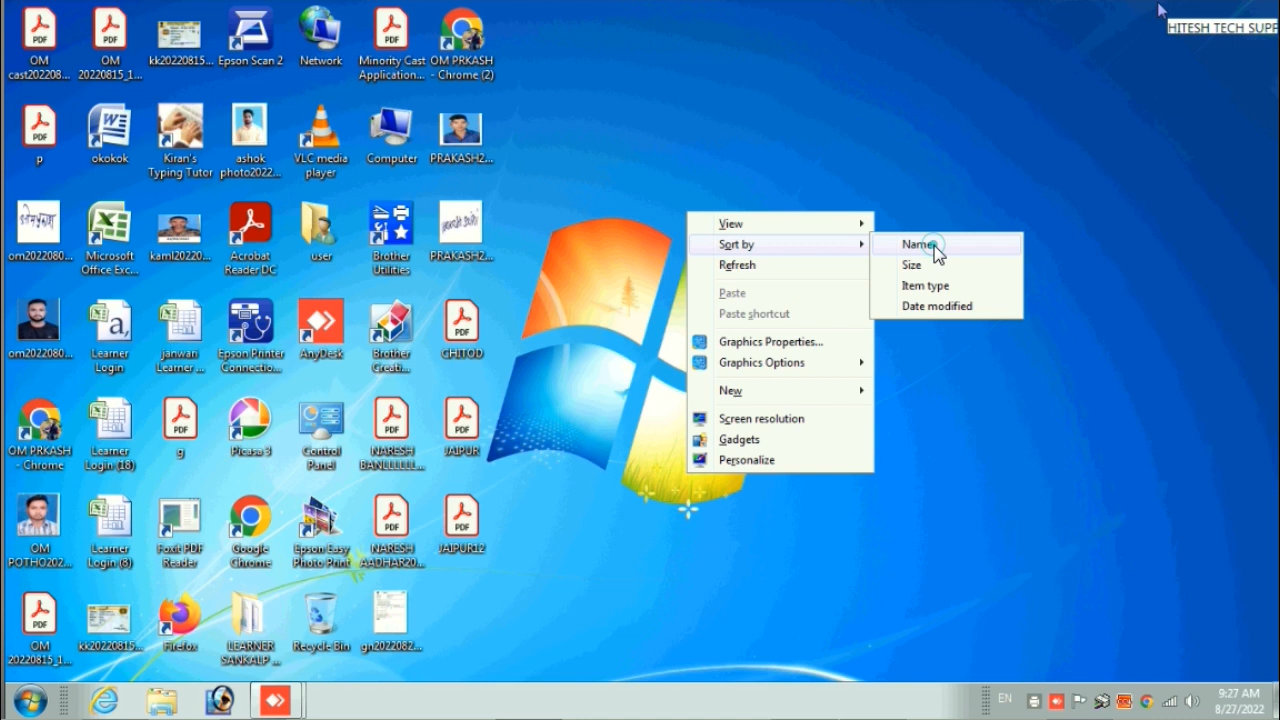 HITESH TECH SUPP
OM
cast202208...
OM
20220815_1...
kk20220815...
Epson Scan 2
Network
Minority Cast
Application...
OM PRKASH
- Chrome (2)
p
okokok
Kiran's
Typing Tutor
ashok
photo2022...
VLC media
player
Computer
PRAKASH2...
om2022080...
Microsoft
Office Exc...
kaml20220...
Acrobat
Reader DC
user
Brother
Utilities
PRAKASH2...
om2022080...
Learner
Login
janwari
Learner ...
Epson Printer
Connectio...
AnyDesk
Brother
Creati...
CHITOD
OM PRKASH
- Chrome
Learner
Login (18)
g
Picasa 3
Control
Panel
NARESH
BANLLLLLL...
JAIPUR
OM
POTHO202...
Learner
Login (8)
Foxit PDF
Reader
Google
Chrome
Epson Easy
Photo Print
NARESH
AADHAR20...
JAIPUR12
OM
20220815_1...
kk20220815...
Firefox
LEARNER
SANKALP ...
Recycle Bin
gn2022082...
View
Sort by
Refresh
Paste
Paste shortcut
Graphics Properties...
Graphics Options
New
Screen resolution
Gadgets
Personalize
Name
Size
Item type
Date modified
EN
9:27 AM
8/27/2022